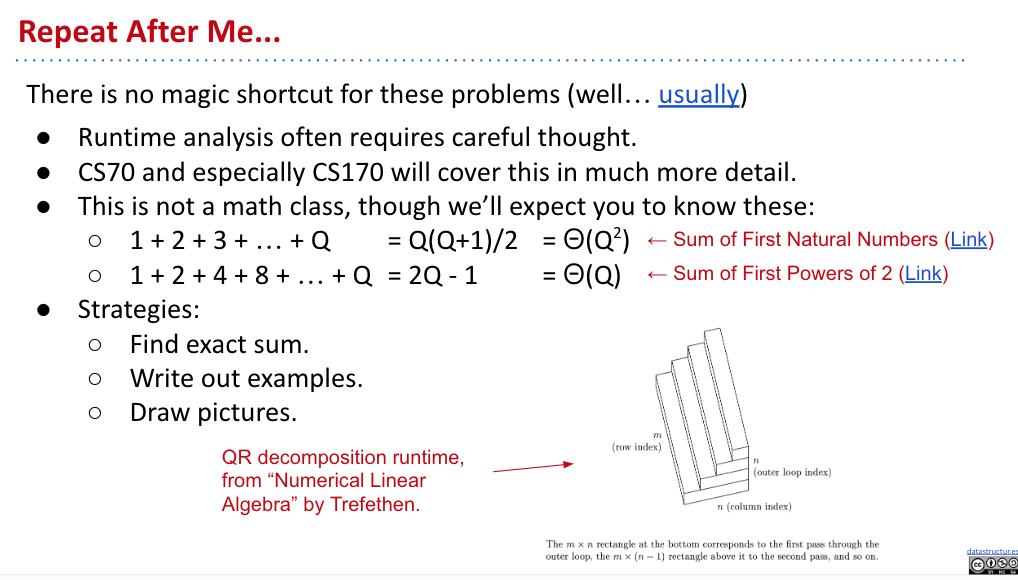 Repeat After Me...
There is no magic shortcut for these problems (well… usually)
● Runtime analysis often requires careful thought.
● CS70 and especially CS170 will cover this in much more detail.
● This is not a math class, though we’ll expect you to know these:
○ 1 + 2 + 3 + … + Q = Q(Q+1)/2 = Θ(Q²) ← Sum of First Natural Numbers (Link)
○ 1 + 2 + 4 + 8 + … + Q = 2Q - 1 = Θ(Q) ← Sum of First Powers of 2 (Link)
● Strategies:
○ Find exact sum.
○ Write out examples.
○ Draw pictures.
QR decomposition runtime,
from “Numerical Linear
Algebra” by Trefethen.
m
(row index)
n
(outer loop index)
n (column index)
The m × n rectangle at the bottom corresponds to the first pass through the
outer loop, the m × (n − 1) rectangle above it to the second pass, and so on.
datastructur.es
CC BY NC SA